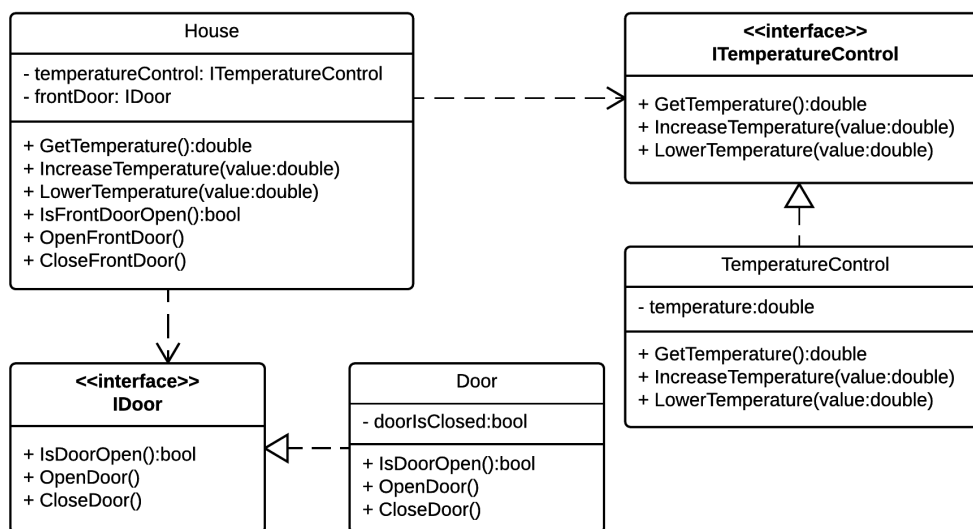 House
- temperatureControl: ITemperatureControl
- frontDoor: IDoor
+ GetTemperature():double
+ IncreaseTemperature(value:double)
+ LowerTemperature(value:double)
+ IsFrontDoorOpen():bool
+ OpenFrontDoor()
+ CloseFrontDoor()
<<interface>>
ITemperatureControl
+ GetTemperature():double
+ IncreaseTemperature(value:double)
+ LowerTemperature(value:double)
TemperatureControl
- temperature:double
+ GetTemperature():double
+ IncreaseTemperature(value:double)
+ LowerTemperature(value:double)
<<interface>>
IDoor
+ IsDoorOpen():bool
+ OpenDoor()
+ CloseDoor()
Door
- doorIsClosed:bool
+ IsDoorOpen():bool
+ OpenDoor()
+ CloseDoor()